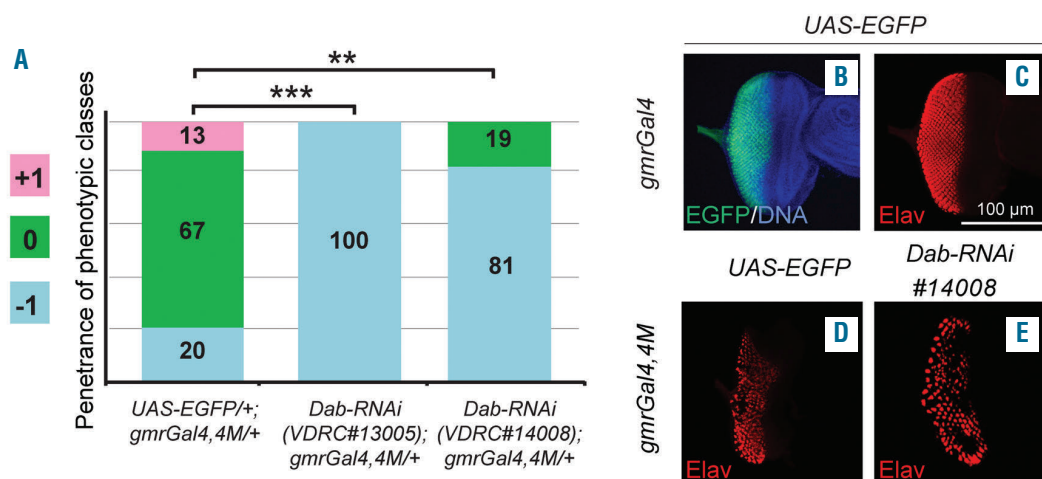 A
Penetrance of phenotypic classes
+1
0
-1
**
***
13
67
20
100
19
81
UAS-EGFP/+;
gmrGal4,4M/+
Dab-RNAi
(VDRC#13005);
gmrGal4,4M/+
Dab-RNAi
(VDRC#14008);
gmrGal4,4M/+
UAS-EGFP
gmrGal4
B
EGFP/DNA
C
Elav
100 µm
UAS-EGFP
Dab-RNAi
#14008
gmrGal4,4M
D
Elav
E
Elav